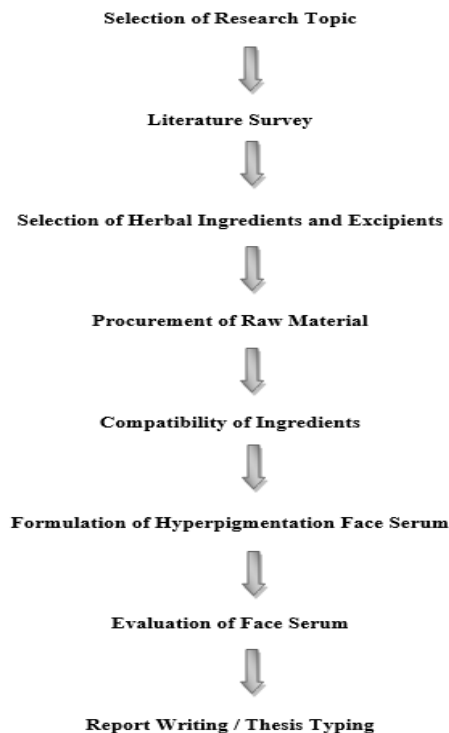 Selection of Research Topic
Literature Survey
Selection of Herbal Ingredients and Excipients
Procurement of Raw Material
Compatibility of Ingredients
Formulation of Hyperpigmentation Face Serum
Evaluation of Face Serum
Report Writing / Thesis Typing